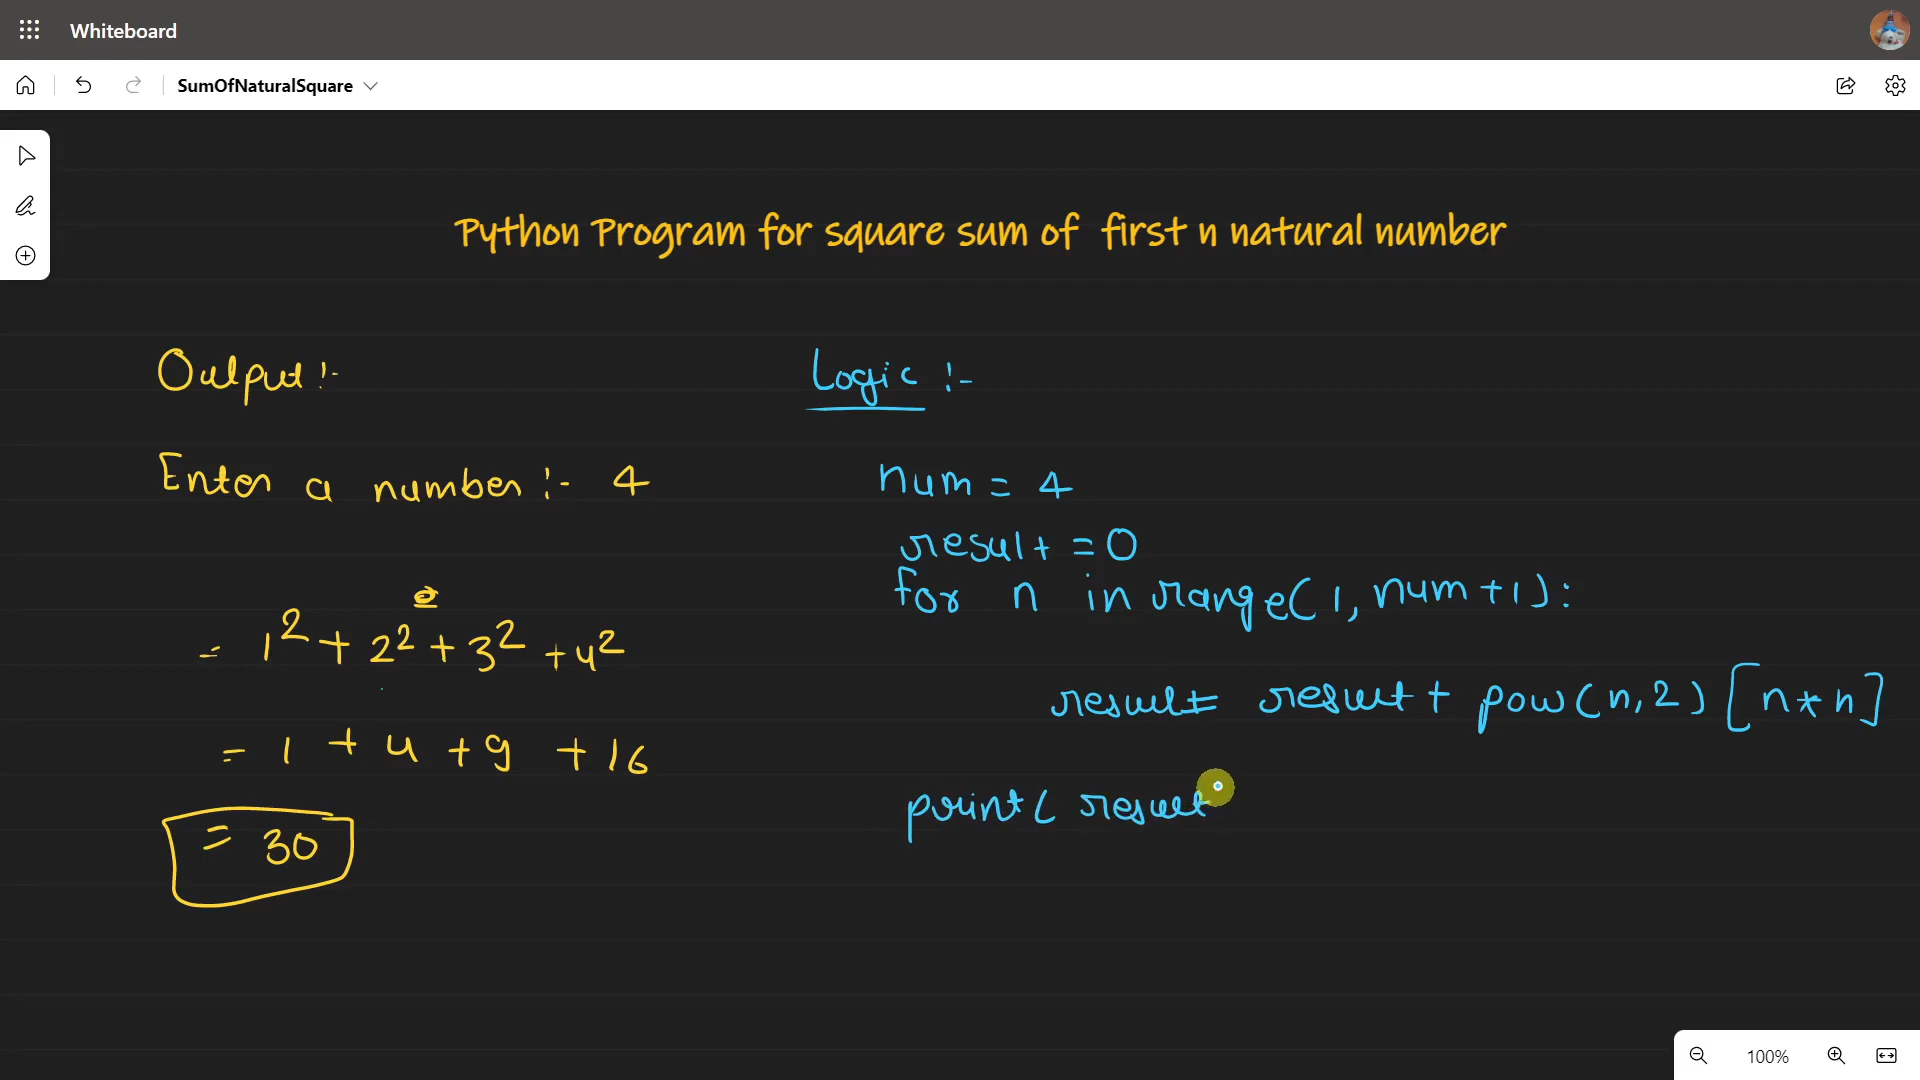 Whiteboard
SumOfNaturalSquare
Python Program for square sum of first n natural number
Output :-
Enter a number :- 4
= 1² + 2² + 3² + 4²
= 1 + 4 + 9 + 16
= 30
Logic :-
num = 4
result = 0
for n in range(1, num+1):
result = result + pow(n,2) [n*n]
print( result
100%